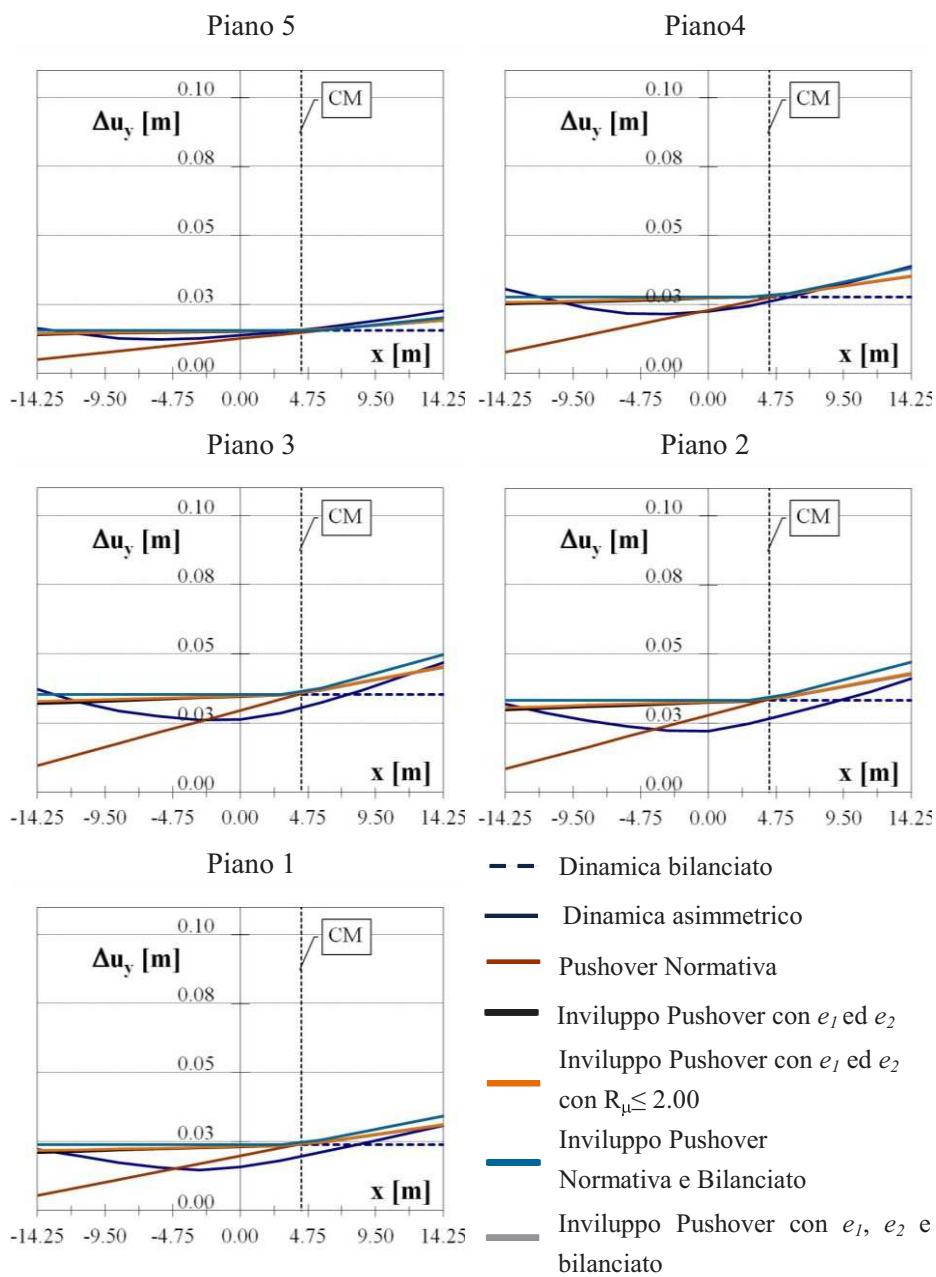 Piano 5
0.10
CM
Δu_y [m]
0.08
0.05
0.03
x [m]
0.00
-14.25 -9.50 -4.75 0.00 4.75 9.50 14.25
Piano4
0.10
CM
Δu_y [m]
0.08
0.05
0.03
x [m]
0.00
-14.25 -9.50 -4.75 0.00 4.75 9.50 14.25
Piano 3
0.10
CM
Δu_y [m]
0.08
0.05
0.03
x [m]
0.00
-14.25 -9.50 -4.75 0.00 4.75 9.50 14.25
Piano 2
0.10
CM
Δu_y [m]
0.08
0.05
0.03
x [m]
0.00
-14.25 -9.50 -4.75 0.00 4.75 9.50 14.25
Piano 1
0.10
CM
Δu_y [m]
0.08
0.05
0.03
x [m]
0.00
-14.25 -9.50 -4.75 0.00 4.75 9.50 14.25
Dinamica bilanciato
Dinamica asimmetrico
Pushover Normativa
Inviluppo Pushover con e₁ ed e₂
Inviluppo Pushover con e₁ ed e₂
con R_μ≤ 2.00
Inviluppo Pushover
Normativa e Bilanciato
Inviluppo Pushover con e₁, e₂ e
bilanciato